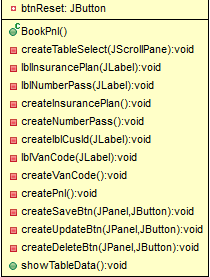 btnReset: JButton
BookPnl()
createTableSelect(JScrollPane):void
lblInsurancePlan(JLabel):void
lblNumberPass(JLabel):void
createInsurancePlan():void
createNumberPass():void
createlblCusId(JLabel):void
lblVanCode(JLabel):void
createVanCode():void
createPnl():void
createSaveBtn(JPanel,JButton):void
createUpdateBtn(JPanel,JButton):void
createDeleteBtn(JPanel,JButton):void
showTableData():void